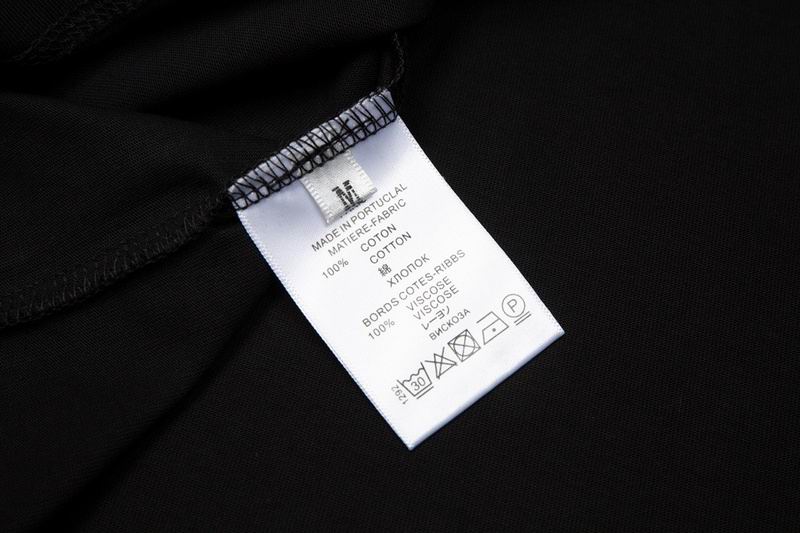 M
MADE IN PORTUCLAL
MATIERE-FABRIC
100% COTON
COTTON
綿
ХЛОПОК
BORDS COTES-RIBBS
100% VISCOSE
VISCOSE
レーヨン
ВИСКОЗА
30
P
1292